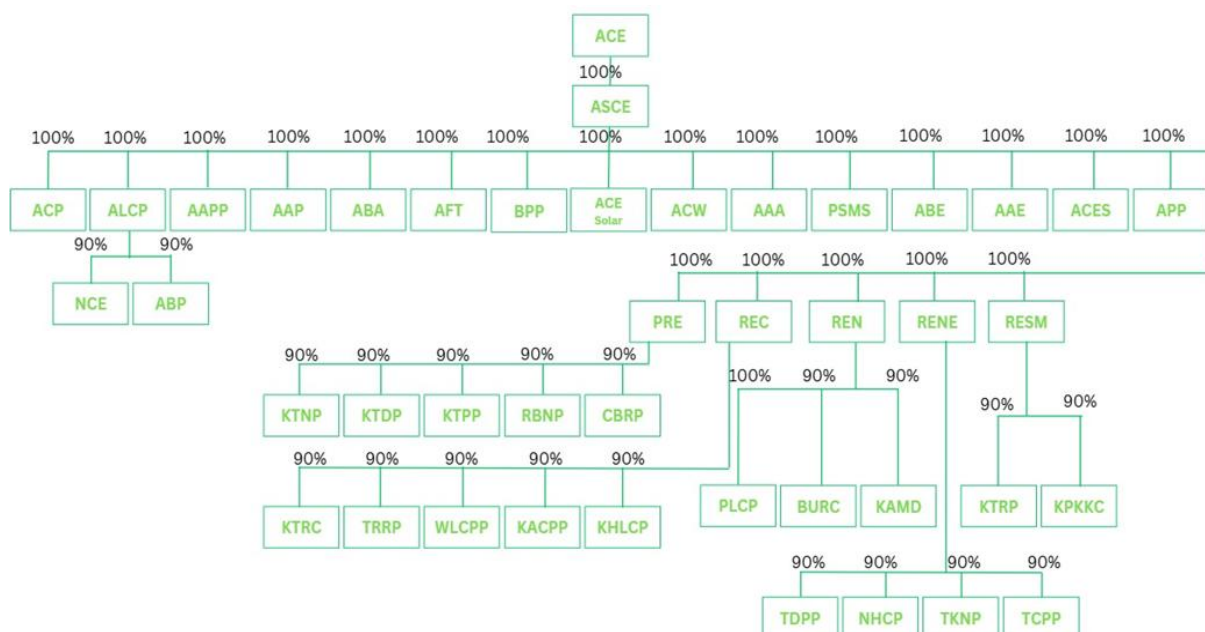 ACE
100%
ASCE
100% 100% 100% 100% 100% 100% 100% 100% 100% 100% 100% 100% 100% 100% 100%
ACP ALCP AAPP AAP ABA AFT BPP ACE Solar ACW AAA PSMS ABE AAE ACES APP
90% 90%
NCE ABP
100% 100% 100% 100% 100%
PRE REC REN RENE RESM
90% 90% 90% 90% 90%
KTNP KTDP KTPP RBNP CBRP
100% 90% 90%
90% 90%
90% 90% 90% 90% 90%
KTRC TRRP WLCPP KACPP KHLCP
PLCP BURC KAMD
KTRP KPKKC
90% 90% 90% 90%
TDPP NHCP TKNP TCPP